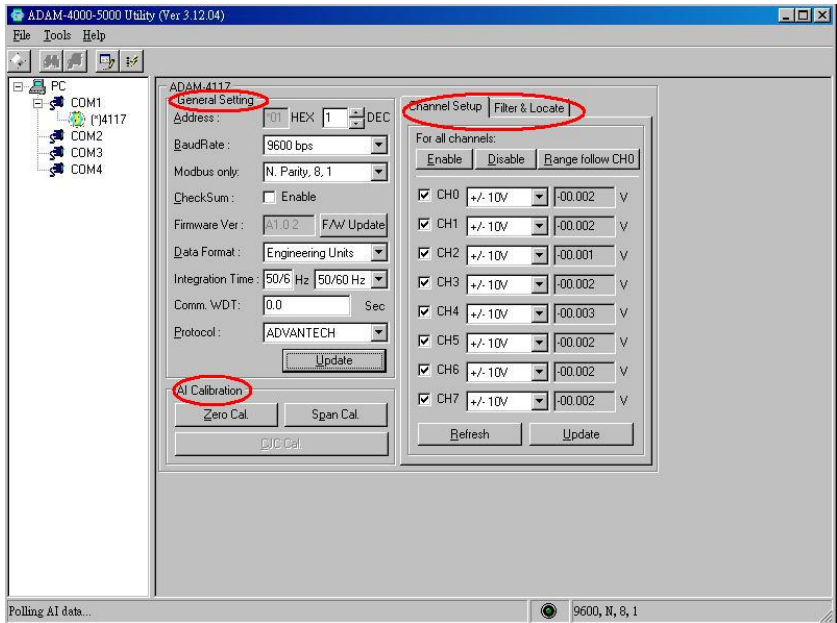 ADAM-4000-5000 Utility (Ver 3.12.04)
File Tools Help
PC
COM1
(*)4117
COM2
COM3
COM4
ADAM-4117
General Setting
Address : *01 HEX 1 DEC
BaudRate : 9600 bps
Modbus only: N. Parity, 8, 1
CheckSum : Enable
Firmware Ver : A1.0 2 F/W Update
Data Format : Engineering Units
Integration Time : 50/6 Hz 50/60 Hz
Comm. WDT: 0.0 Sec
Protocol : ADVANTECH
Update
AI Calibration
Zero Cal. Span Cal.
CJC Cal.
Channel Setup Filter & Locate
For all channels:
Enable Disable Range follow CH0
CH0 +/- 10V -00.002 V
CH1 +/- 10V -00.002 V
CH2 +/- 10V -00.001 V
CH3 +/- 10V -00.002 V
CH4 +/- 10V -00.003 V
CH5 +/- 10V -00.002 V
CH6 +/- 10V -00.002 V
CH7 +/- 10V -00.002 V
Refresh Update
Polling AI data... 9600, N, 8, 1